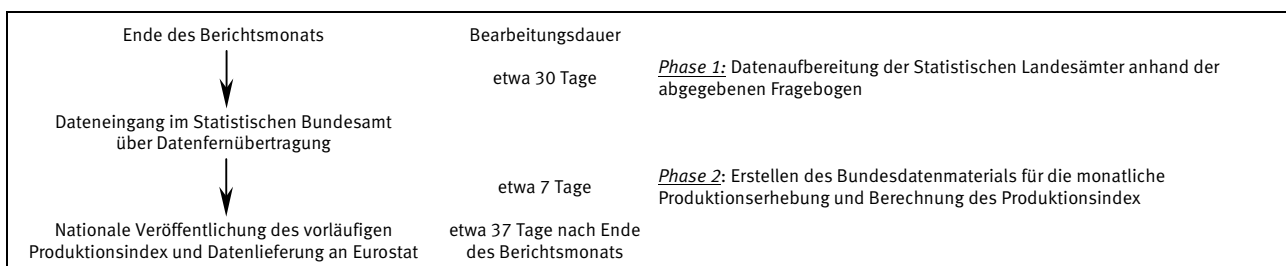 Ende des Berichtsmonats
Bearbeitungsdauer
etwa 30 Tage
Phase 1: Datenaufbereitung der Statistischen Landesämter anhand der
abgegebenen Fragebogen
Dateneingang im Statistischen Bundesamt
über Datenfernübertragung
etwa 7 Tage
Phase 2: Erstellen des Bundesdatenmaterials für die monatliche
Produktionserhebung und Berechnung des Produktionsindex
Nationale Veröffentlichung des vorläufigen
Produktionsindex und Datenlieferung an Eurostat
etwa 37 Tage nach Ende
des Berichtsmonats